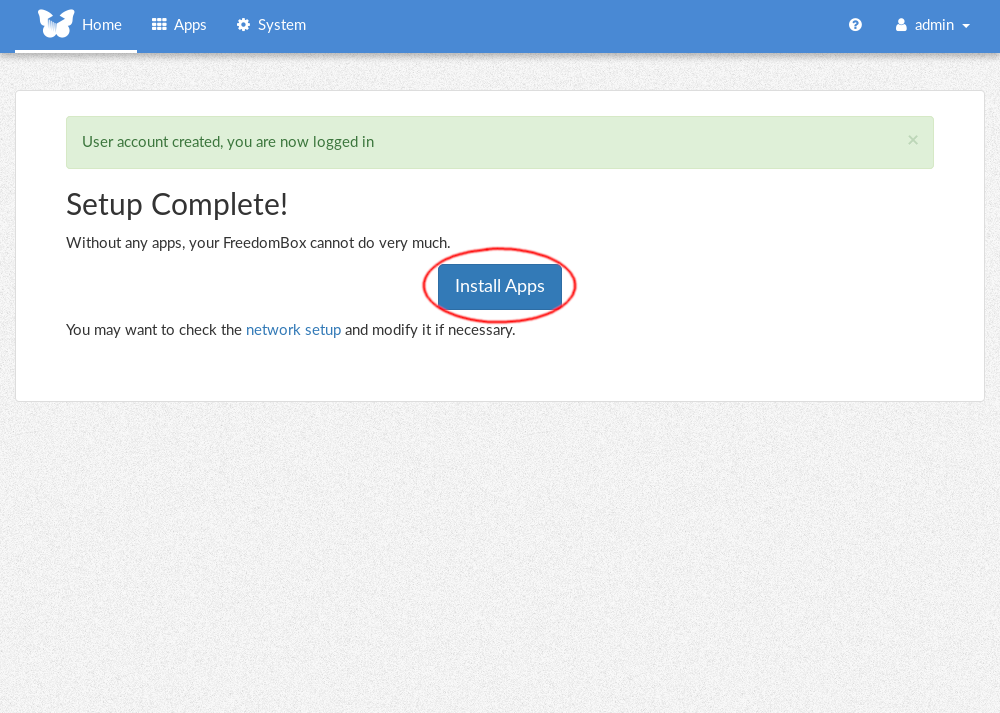 Home Apps System admin
User account created, you are now logged in ×
Setup Complete!
Without any apps, your FreedomBox cannot do very much.
Install Apps
You may want to check the network setup and modify it if necessary.